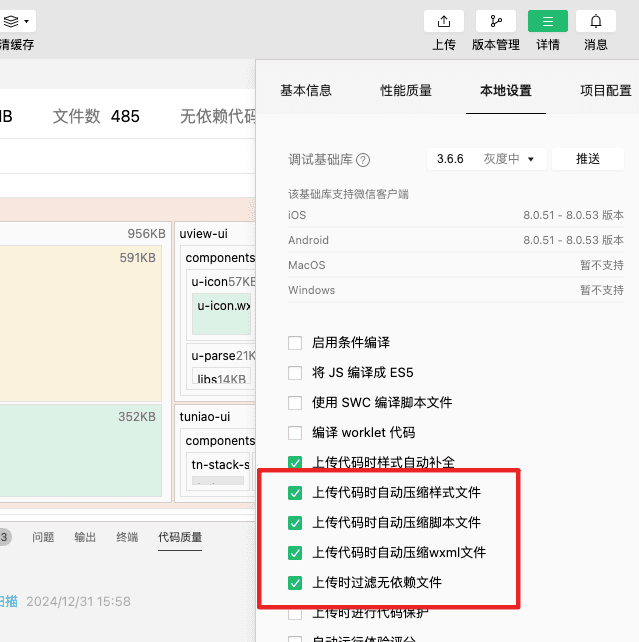 清缓存
上传 版本管理 详情 消息
基本信息 性能质量 本地设置 项目配置
文件数 485 无依赖代码
调试基础库 ? 3.6.6 灰度中 推送
该基础库支持微信客户端
iOS 8.0.51 - 8.0.53 版本
Android 8.0.51 - 8.0.53 版本
MacOS 暂不支持
Windows 暂不支持
956KB
591KB
352KB
uview-ui
components
u-icon57KB
u-icon.wx
u-parse21K
libs14KB
tuniao-ui
components
tn-stack-s
启用条件编译
将 JS 编译成 ES5
使用 SWC 编译脚本文件
编译 worklet 代码
上传代码时样式自动补全
上传代码时自动压缩样式文件
上传代码时自动压缩脚本文件
上传代码时自动压缩wxml文件
上传时过滤无依赖文件
上传时进行代码保护
自动运行体验评分
3 问题 输出 终端 代码质量
扫描 2024/12/31 15:58